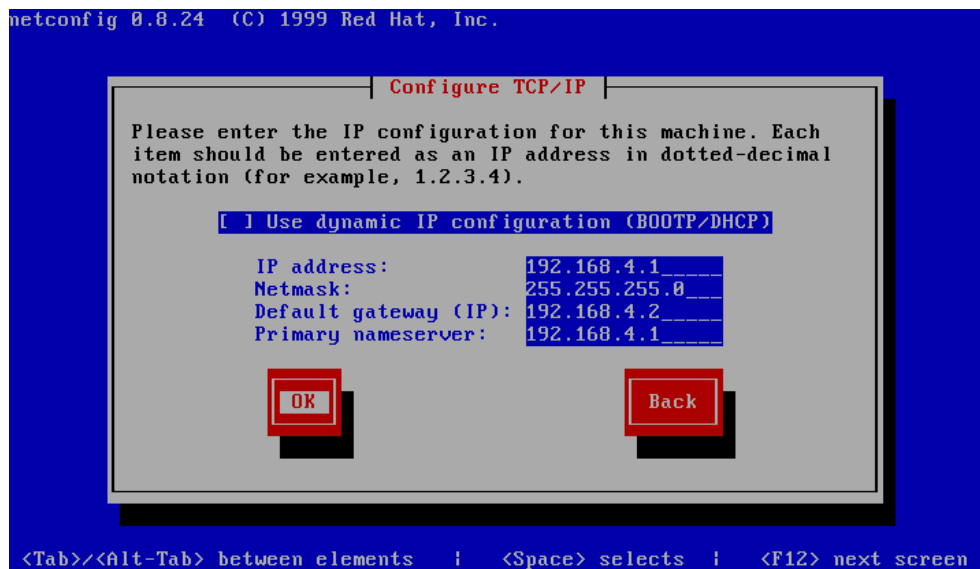 netconfig 0.8.24 (C) 1999 Red Hat, Inc.
Configure TCP/IP
Please enter the IP configuration for this machine. Each
item should be entered as an IP address in dotted-decimal
notation (for example, 1.2.3.4).
[ ] Use dynamic IP configuration (BOOTP/DHCP)
IP address: 192.168.4.1_____
Netmask: 255.255.255.0___
Default gateway (IP): 192.168.4.2_____
Primary nameserver: 192.168.4.1_____
OK Back
<Tab>/<Alt-Tab> between elements | <Space> selects | <F12> next screen